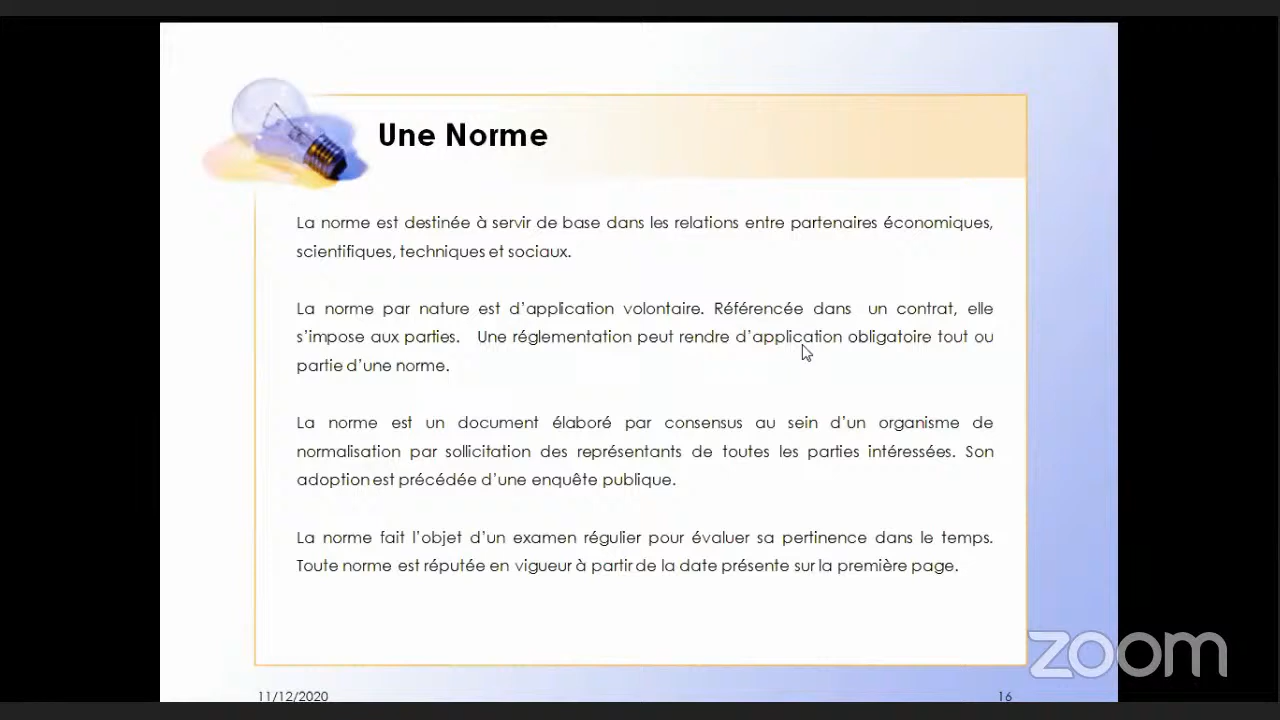 Une Norme
La norme est destinée à servir de base dans les relations entre partenaires économiques,
scientifiques, techniques et sociaux.
La norme par nature est d’application volontaire. Référencée dans un contrat, elle
s’impose aux parties. Une réglementation peut rendre d’application obligatoire tout ou
partie d’une norme.
La norme est un document élaboré par consensus au sein d’un organisme de
normalisation par sollicitation des représentants de toutes les parties intéressées. Son
adoption est précédée d’une enquête publique.
La norme fait l’objet d’un examen régulier pour évaluer sa pertinence dans le temps.
Toute norme est réputée en vigueur à partir de la date présente sur la première page.
zoom
11/12/2020
16